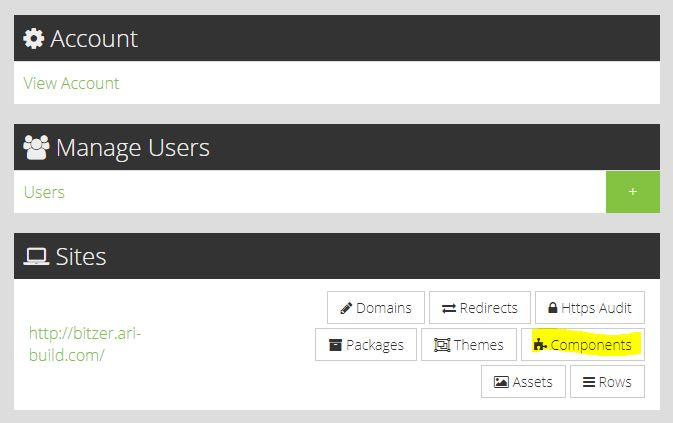 Account
View Account
Manage Users
Users
+
Sites
http://bitzer.ari-
build.com/
Domains
Redirects
Https Audit
Packages
Themes
Components
Assets
Rows